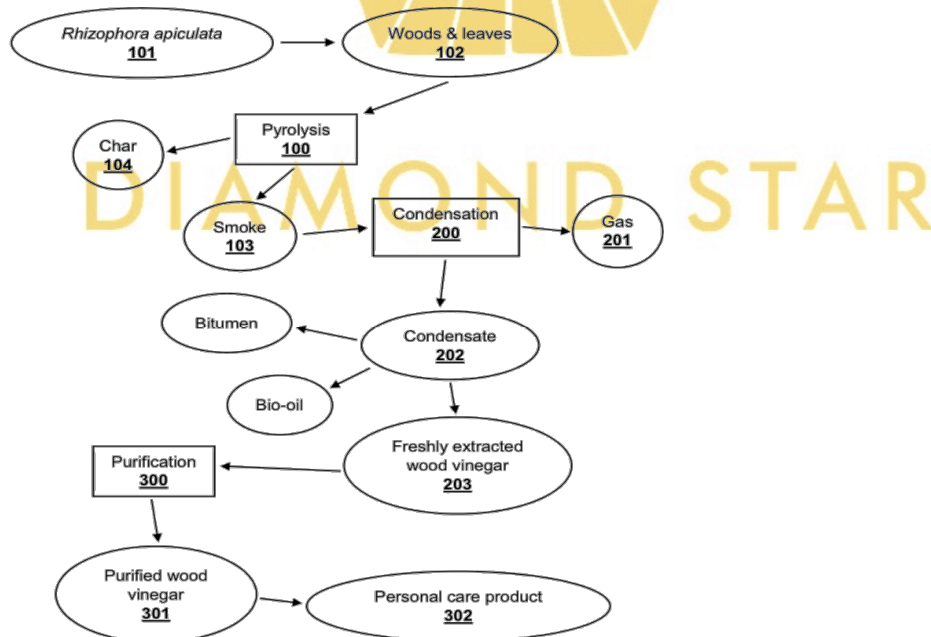 Rhizophora apiculata
101
Woods & leaves
102
Pyrolysis
100
Char
104
DIAMOND STAR
Smoke
103
Condensation
200
Gas
201
Bitumen
Condensate
202
Bio-oil
Freshly extracted
wood vinegar
203
Purification
300
Purified wood
vinegar
301
Personal care product
302